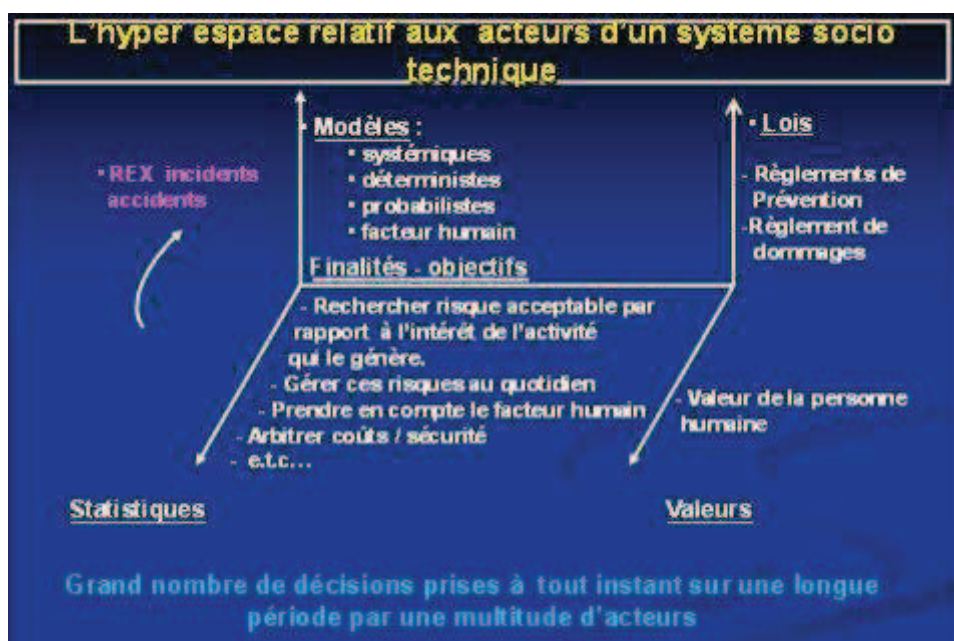 L'hyper espace relatif aux acteurs d'un système socio
technique
• Modèles :
• systémiques
• déterministes
• probabilistes
• facteur humain
• REX incidents
accidents
• Lois
- Règlements de
Prévention
-Règlement de
dommages
Finalités - objectifs
- Rechercher risque acceptable par
rapport à l'intérêt de l'activité
qui le génère.
- Gérer ces risques au quotidien
- Prendre en compte le facteur humain
- Arbitrer coûts / sécurité
- e.t.c...
- Valeur de la personne
humaine
Statistiques
Valeurs
Grand nombre de décisions prises à tout instant sur une longue
période par une multitude d'acteurs